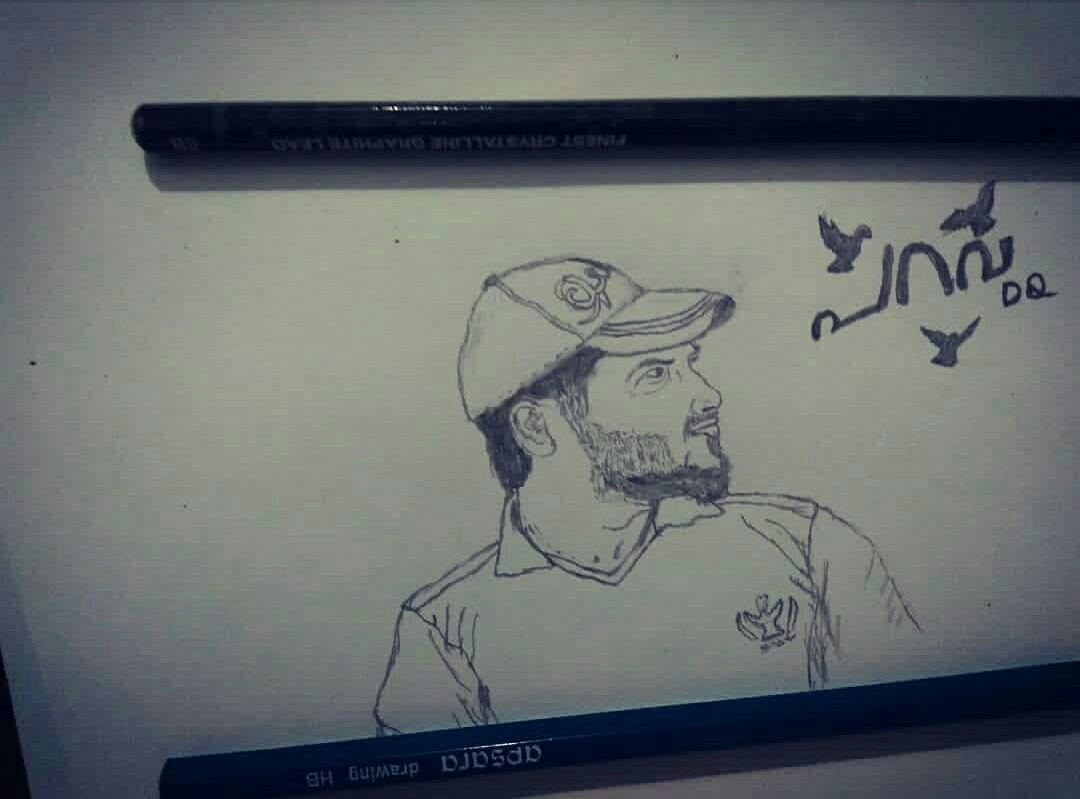 FINEST CRYSTALLINE GRAPHITE LEAD
പറവ
DQ
apsara drawing HB